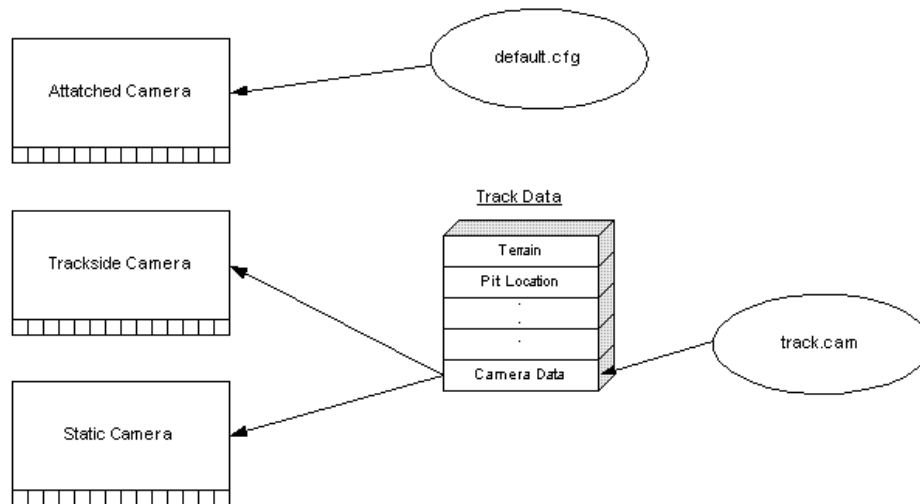 default.cfg
Attatched Camera
Track Data
Terrain
Trackside Camera
Pit Location
.
.
track.cam
Camera Data
Static Camera